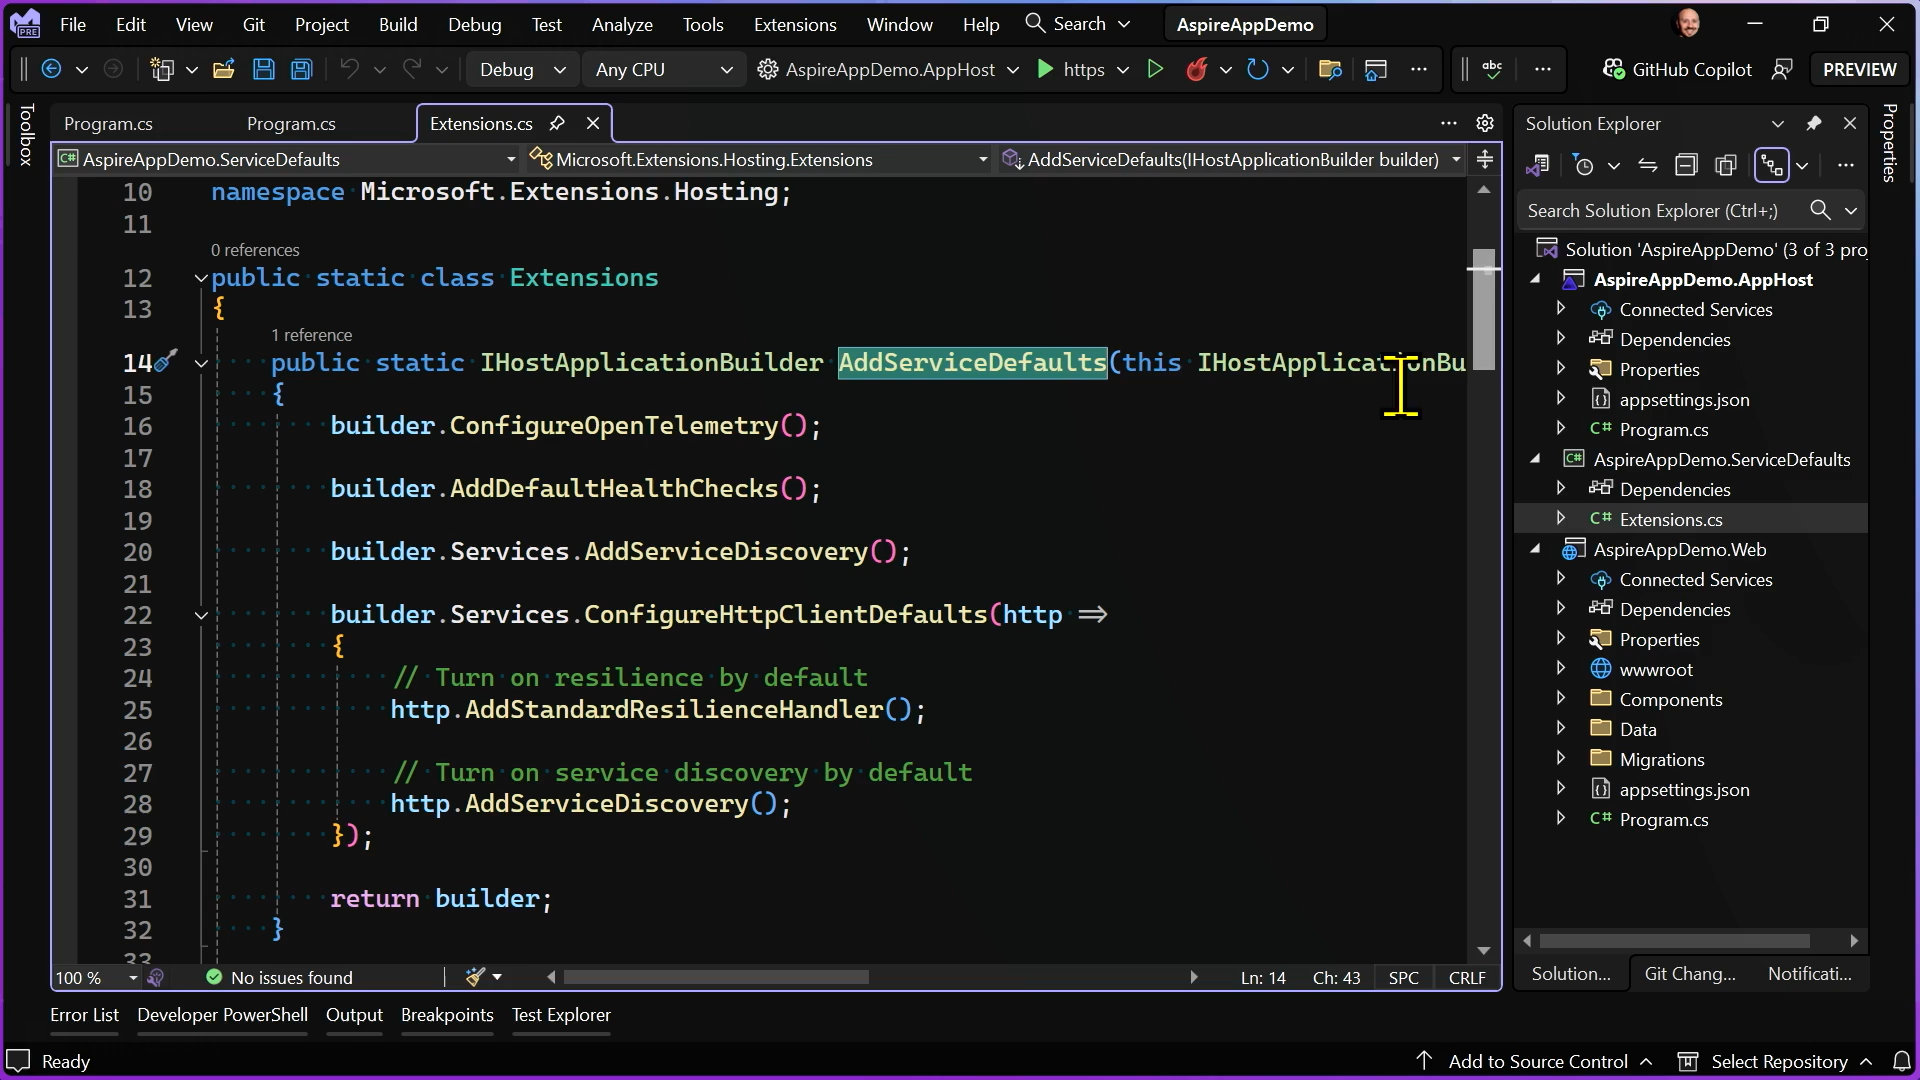 File Edit View Git Project Build Debug Test Analyze Tools Extensions Window Help Search AspireAppDemo
PRE
Debug Any CPU AspireAppDemo.AppHost https abc GitHub Copilot PREVIEW
Toolbox
Program.cs Program.cs Extensions.cs
C# AspireAppDemo.ServiceDefaults Microsoft.Extensions.Hosting.Extensions AddServiceDefaults(IHostApplicationBuilder builder)
10 namespace Microsoft.Extensions.Hosting;
11
0 references
12 public static class Extensions
13 {
1 reference
14 public static IHostApplicationBuilder AddServiceDefaults(this IHostApplicationBu
15 {
16 builder.ConfigureOpenTelemetry();
17
18 builder.AddDefaultHealthChecks();
19
20 builder.Services.AddServiceDiscovery();
21
22 builder.Services.ConfigureHttpClientDefaults(http =>
23 {
24 // Turn on resilience by default
25 http.AddStandardResilienceHandler();
26
27 // Turn on service discovery by default
28 http.AddServiceDiscovery();
29 });
30
31 return builder;
32 }
33
100 % No issues found Ln: 14 Ch: 43 SPC CRLF
Solution Explorer
Search Solution Explorer (Ctrl+;)
Solution 'AspireAppDemo' (3 of 3 pro
AspireAppDemo.AppHost
Connected Services
Dependencies
Properties
appsettings.json
C# Program.cs
C# AspireAppDemo.ServiceDefaults
Dependencies
C# Extensions.cs
AspireAppDemo.Web
Connected Services
Dependencies
Properties
wwwroot
Components
Data
Migrations
appsettings.json
C# Program.cs
Solution... Git Chang... Notificati...
Properties
Error List Developer PowerShell Output Breakpoints Test Explorer
Ready Add to Source Control Select Repository